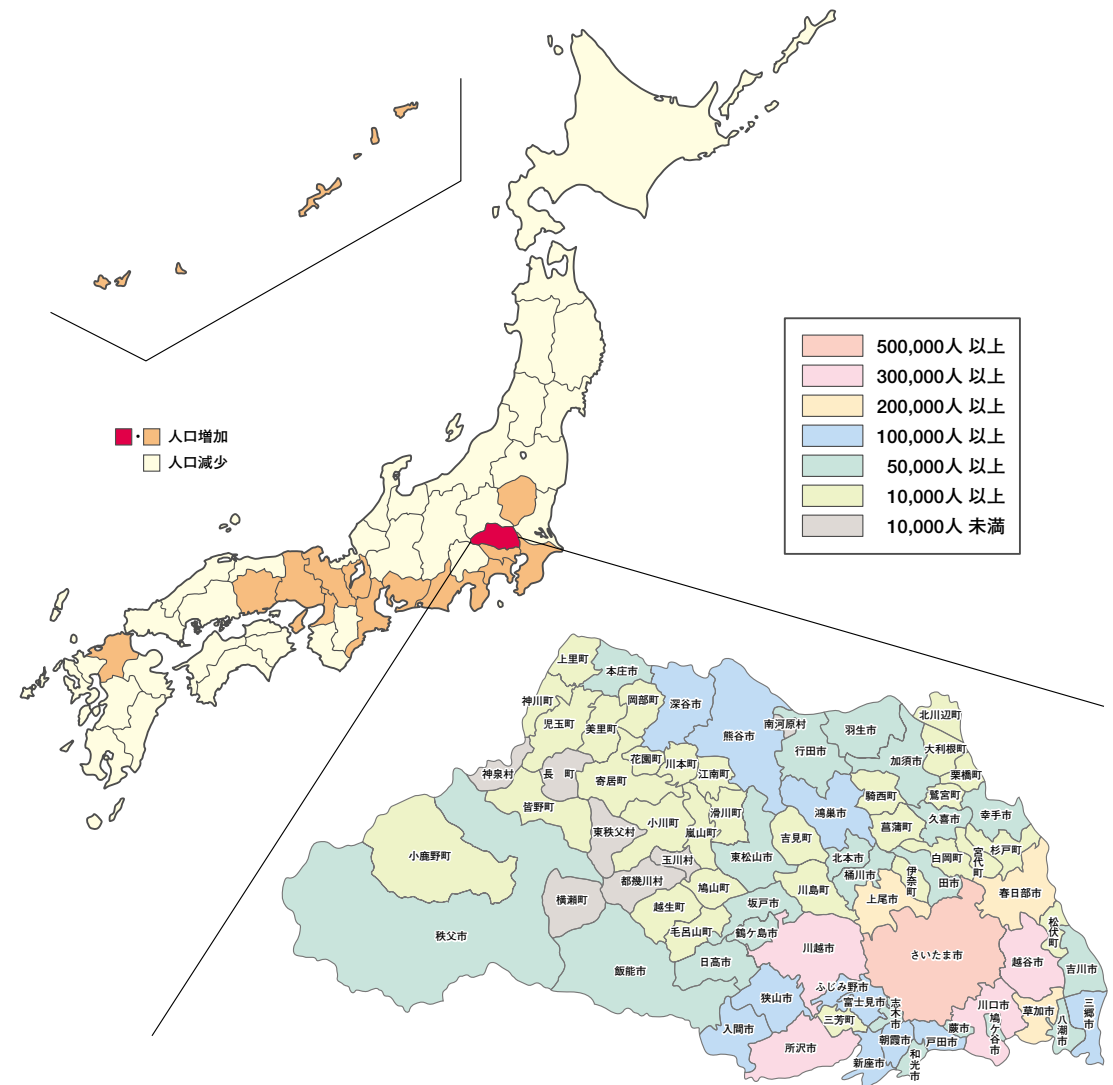 人口増加
人口減少
500,000人 以上
300,000人 以上
200,000人 以上
100,000人 以上
50,000人 以上
10,000人 以上
10,000人 未満
上里町
本庄市
神川町
岡部町
深谷市
児玉町
美里町
熊谷市
南河原村
行田市
羽生市
北川辺町
加須市
大利根町
栗橋町
神泉村
長　町
寄居町
花園町
川本町
江南町
騎西町
鷲宮町
皆野町
小川町
滑川町
嵐山町
吉見町
鴻巣市
菖蒲町
久喜市
幸手市
東秩父村
小鹿野町
玉川村
東松山市
北本市
桶川市
伊奈町
白岡町
宮代町
杉戸町
田市
都幾川村
横瀬町
鳩山町
川島町
上尾市
春日部市
越生町
坂戸市
毛呂山町
鶴ケ島市
松伏町
秩父市
飯能市
日高市
川越市
さいたま市
越谷市
吉川市
狭山市
ふじみ野市
富士見市
志木市
三芳町
入間市
所沢市
朝霞市
新座市
和光市
戸田市
蕨市
川口市
鳩ケ谷市
草加市
八潮市
三郷市